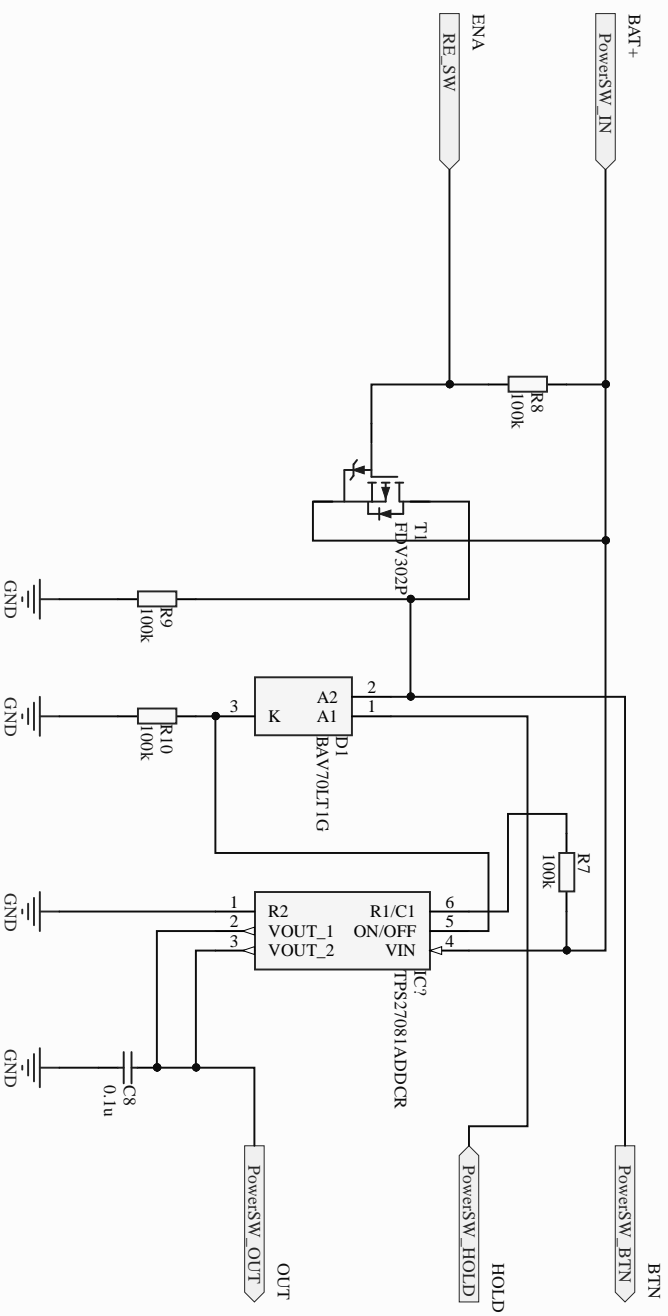 BAT+
PowerSW_IN
ENA
RE_SW
R8
100k
T1
FDV302P
GND
R9
100k
GND
R10
100k
2
1
3
A2
A1
K
D1
BAV70LT1G
R7
100k
GND
1
2
3
R2
VOUT_1
VOUT_2
R1/C1
ON/OFF
VIN
6
5
4
IC?
TPS27081ADDCR
GND
C8
0.1u
PowerSW_OUT
OUT
PowerSW_HOLD
HOLD
PowerSW_BTN
BTN